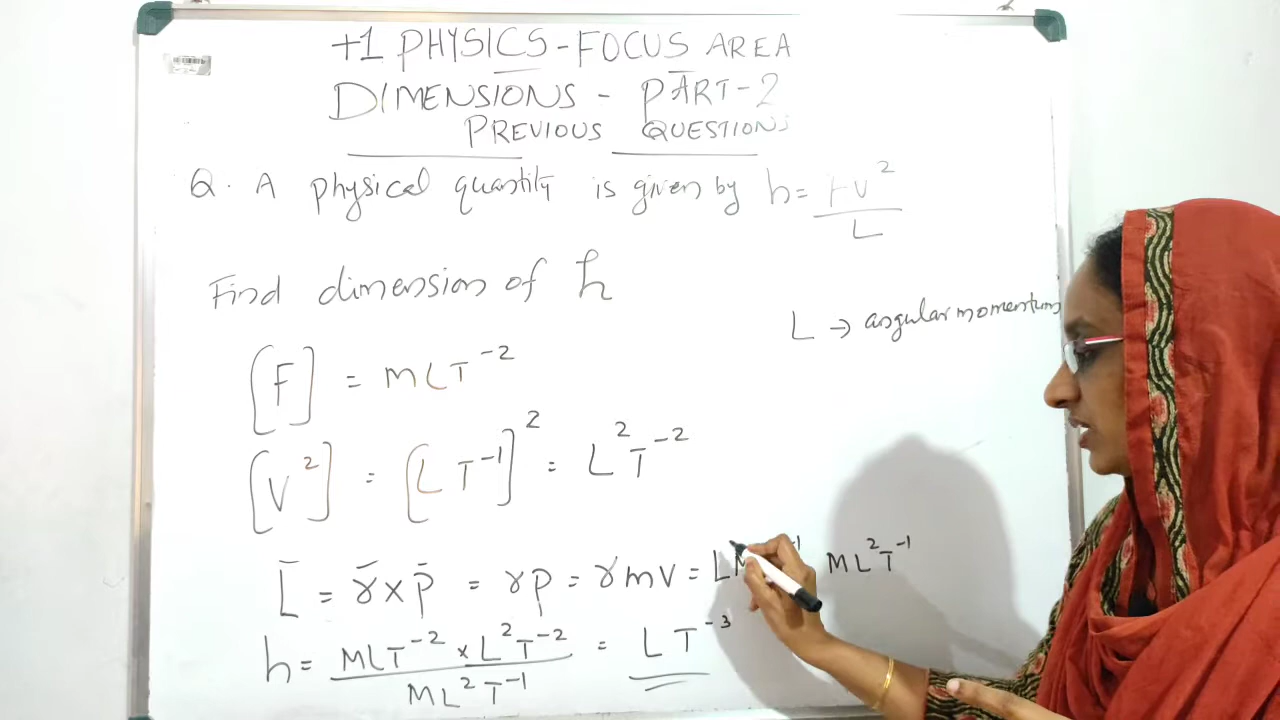 +1 PHYSICS - FOCUS AREA
DIMENSIONS - PART-2
PREVIOUS QUESTIONS
Q. A physical quantity is given by h = Fv²/L
Find dimension of h
L → angular momentum
[F] = MLT⁻²
[V²] = [LT⁻¹]² = L²T⁻²
L̄ = r̄ × p̄ = rp = rmv = LM ⁻¹ ML²T⁻¹
h = MLT⁻² × L²T⁻² / ML²T⁻¹ = LT⁻³